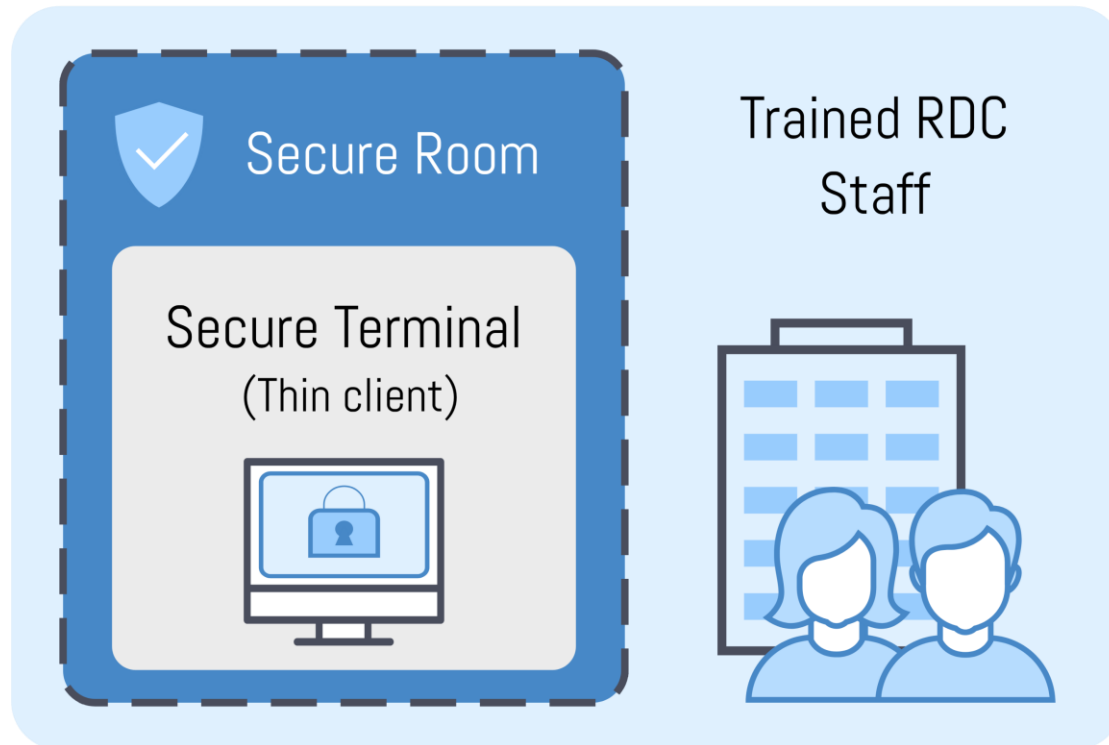 Secure Room
Secure Terminal
(Thin client)
Trained RDC
Staff